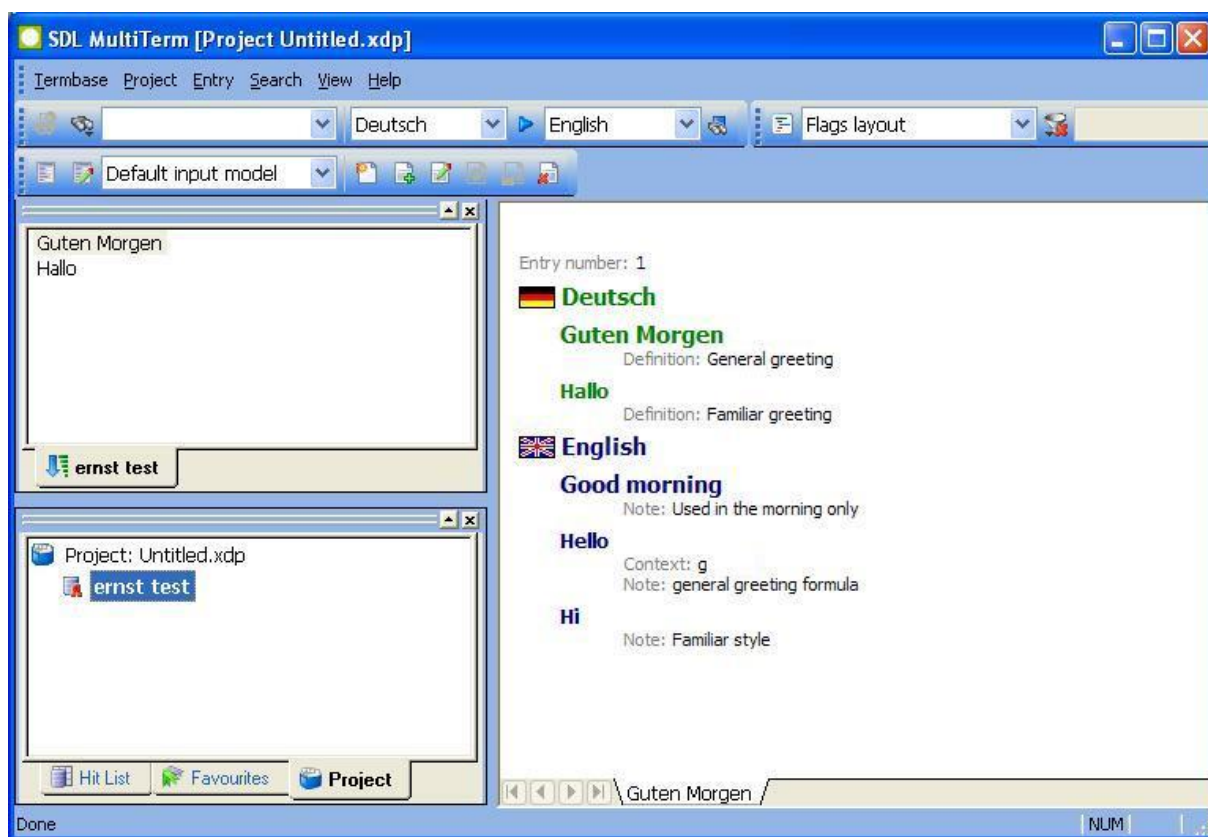 SDL MultiTerm [Project Untitled.xdp]
Termbase Project Entry Search View Help
Deutsch English Flags layout
Default input model
Guten Morgen
Hallo
ernst test
Project: Untitled.xdp
ernst test
Hit List Favourites Project
Entry number: 1
Deutsch
Guten Morgen
Definition: General greeting
Hallo
Definition: Familiar greeting
English
Good morning
Note: Used in the morning only
Hello
Context: g
Note: general greeting formula
Hi
Note: Familiar style
Guten Morgen
Done NUM